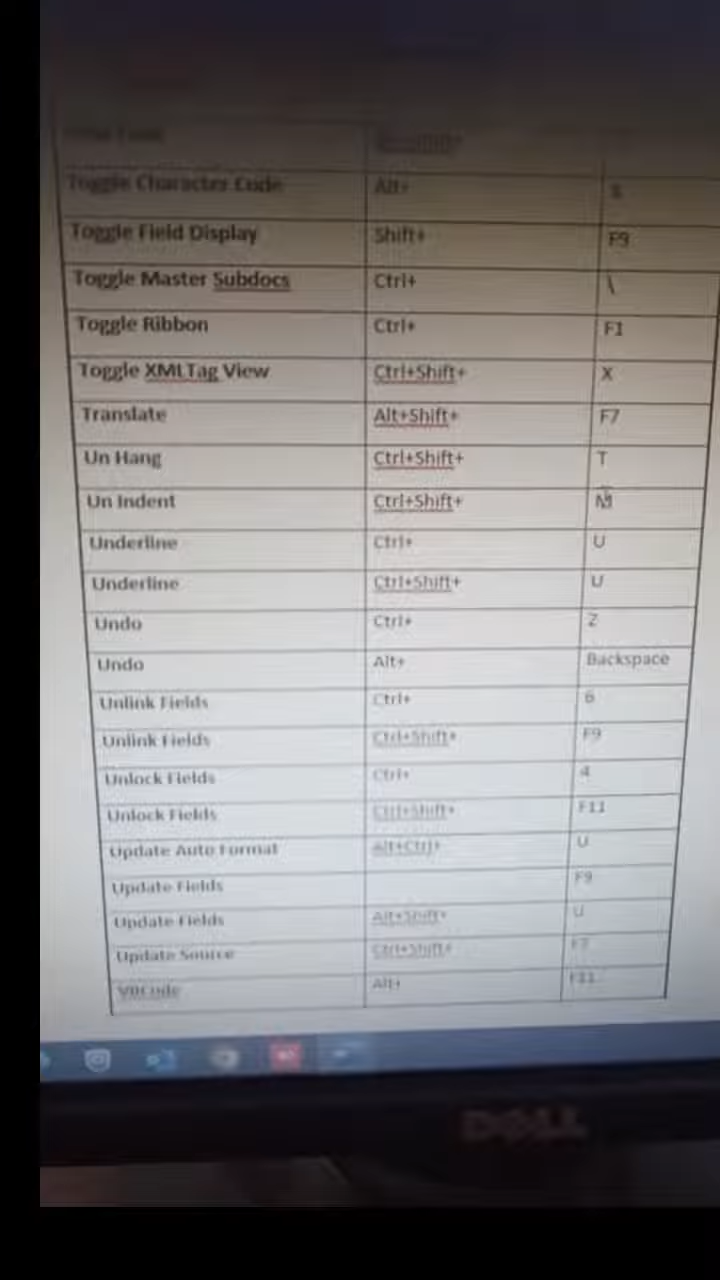 Toggle Character Code Alt+ X
Toggle Field Display Shift+ F9
Toggle Master Subdocs Ctrl+ \
Toggle Ribbon Ctrl+ F1
Toggle XMLTag View Ctrl+Shift+ X
Translate Alt+Shift+ F7
Un Hang Ctrl+Shift+ T
Un Indent Ctrl+Shift+ M
Underline Ctrl+ U
Underline Ctrl+Shift+ U
Undo Ctrl+ Z
Undo Alt+ Backspace
Unlink Fields Ctrl+ 6
Unlink Fields Ctrl+Shift+ F9
Unlock Fields Ctrl+ 4
Unlock Fields Ctrl+Shift+ F11
Update Auto Format Alt+Ctrl+ U
Update Fields F9
Update Fields Alt+Shift+ U
Update Source Ctrl+Shift+ F7
VBCode Alt+ F11
DELL